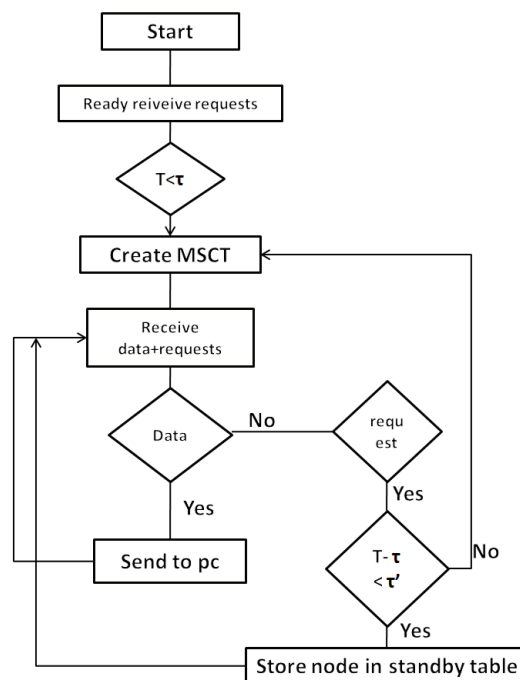 Start
Ready reiveive requests
T<τ
Create MSCT
Receive
data+requests
Data
No
requ
est
Yes
Yes
Send to pc
T- τ
< τ’
No
Yes
Store node in standby table